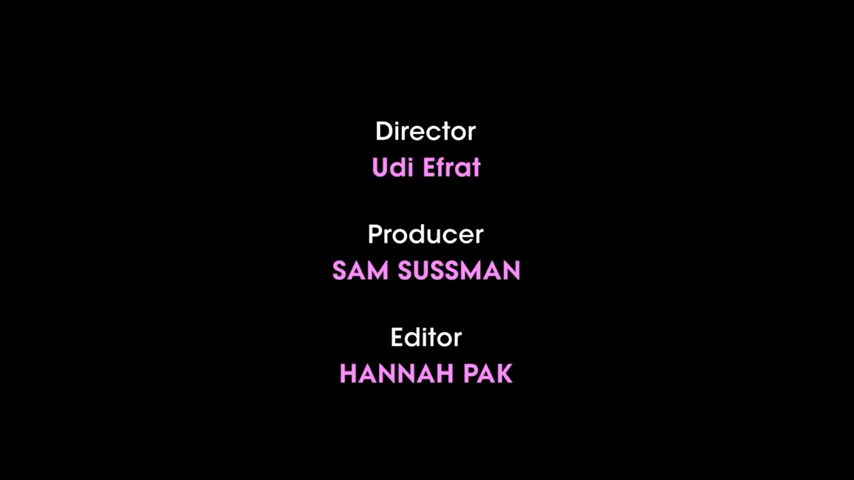 Director
Udi Efrat
Producer
SAM SUSSMAN
Editor
HANNAH PAK